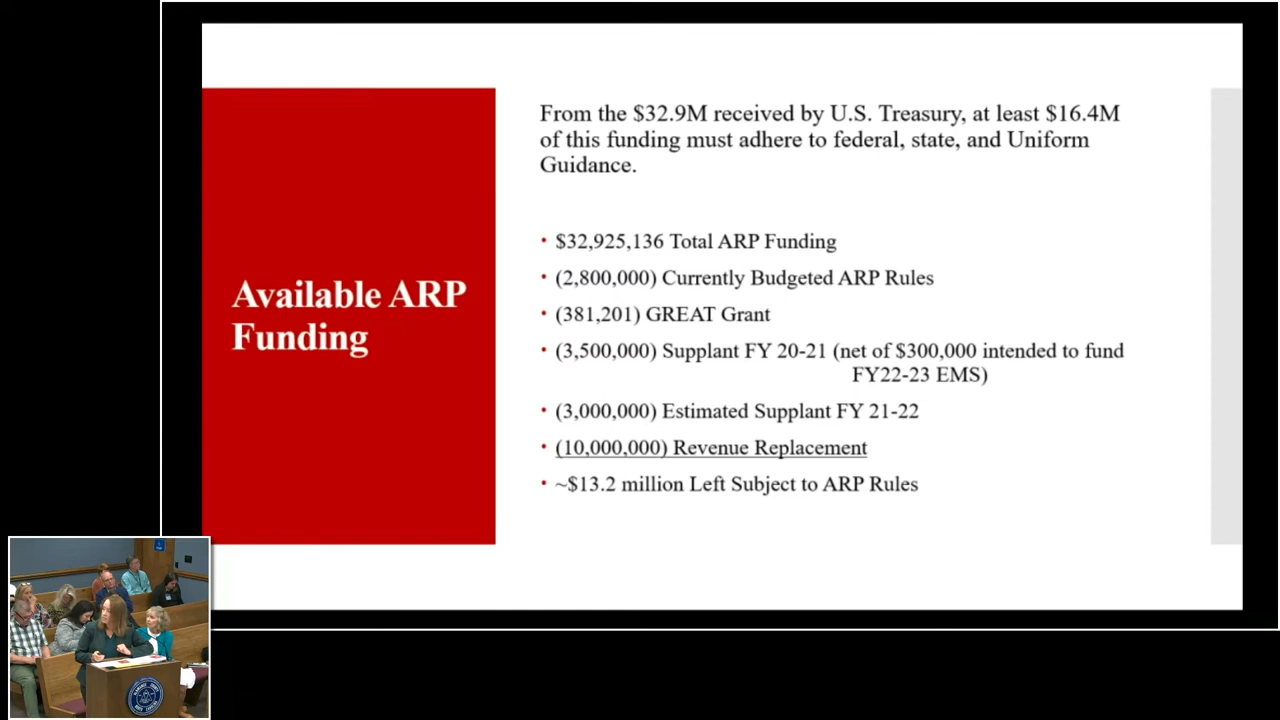 From the $32.9M received by U.S. Treasury, at least $16.4M
of this funding must adhere to federal, state, and Uniform
Guidance.
Available ARP
Funding
• $32,925,136 Total ARP Funding
• (2,800,000) Currently Budgeted ARP Rules
• (381,201) GREAT Grant
• (3,500,000) Supplant FY 20-21 (net of $300,000 intended to fund
FY22-23 EMS)
• (3,000,000) Estimated Supplant FY 21-22
• (10,000,000) Revenue Replacement
• ~$13.2 million Left Subject to ARP Rules